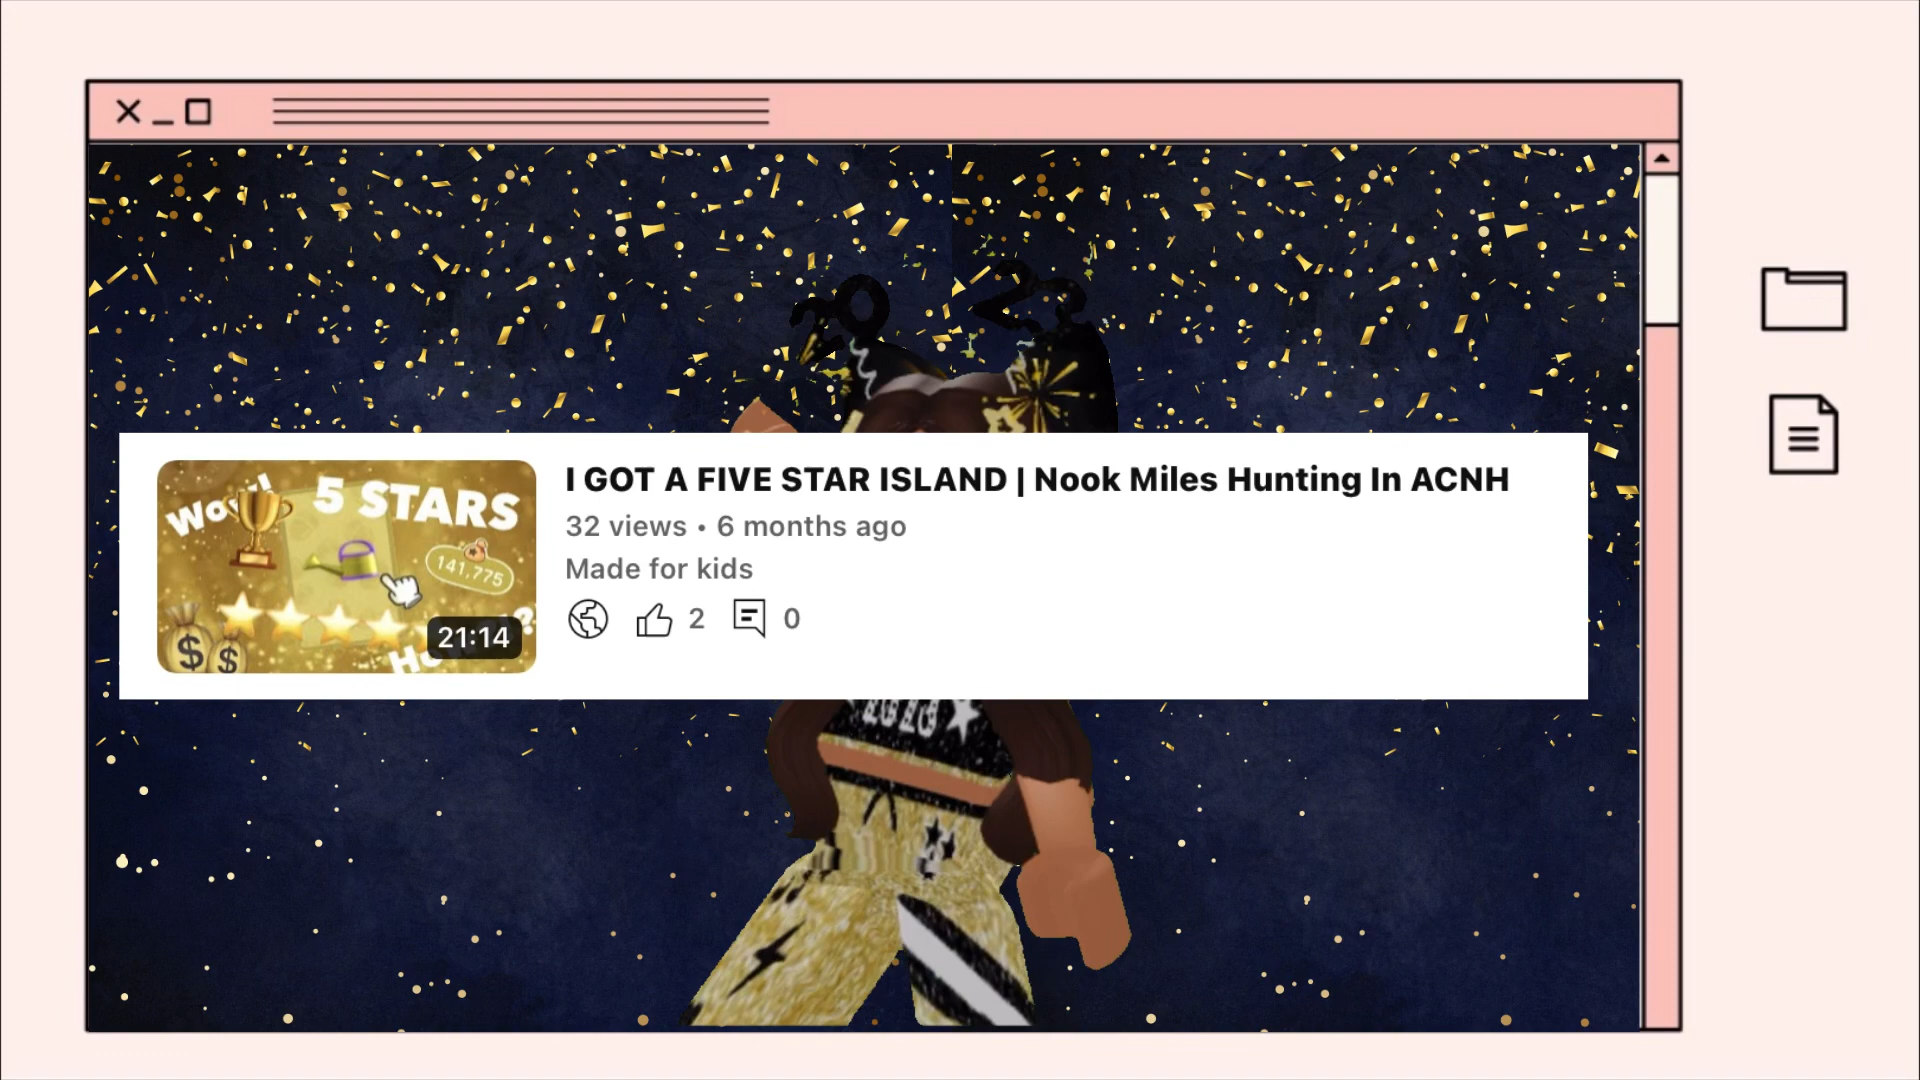 I GOT A FIVE STAR ISLAND | Nook Miles Hunting In ACNH
32 views • 6 months ago
Made for kids
2 0
5 STARS
141,775
21:14
$ $